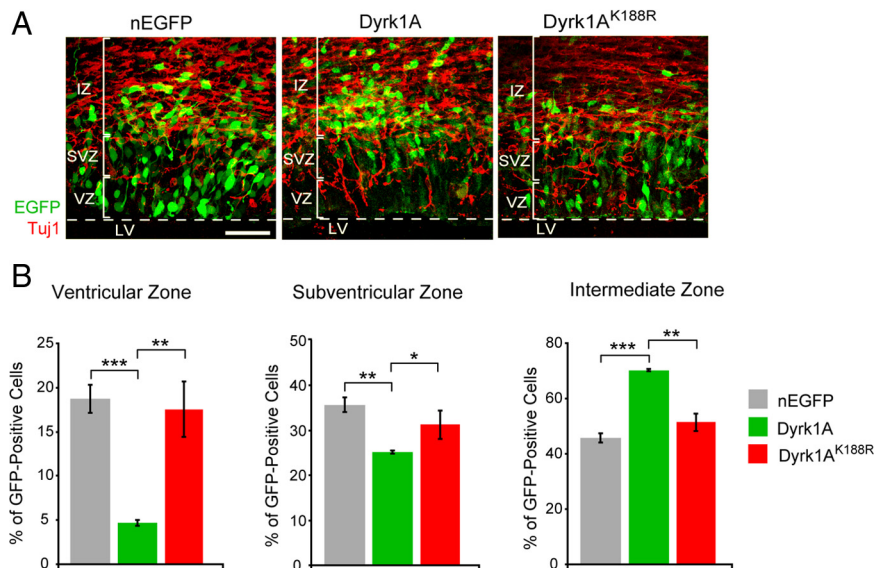 A
nEGFP
Dyrk1A
Dyrk1A^K188R
IZ
SVZ
VZ
LV
IZ
SVZ
VZ
LV
IZ
SVZ
VZ
LV
EGFP
Tuj1
B
Ventricular Zone
Subventricular Zone
Intermediate Zone
% of GFP-Positive Cells
25
20
15
10
5
0
***
**
% of GFP-Positive Cells
50
40
30
20
10
0
**
*
% of GFP-Positive Cells
80
60
40
20
0
***
**
nEGFP
Dyrk1A
Dyrk1A^K188R